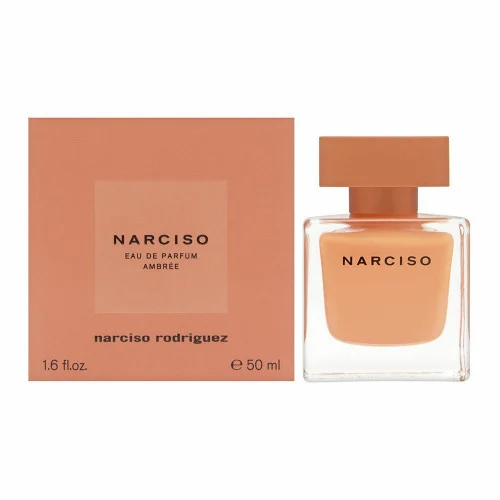 NARCISO
EAU DE PARFUM
AMBRÉE
narciso rodriguez
1.6 fl.oz.
℮ 50 ml
NARCISO